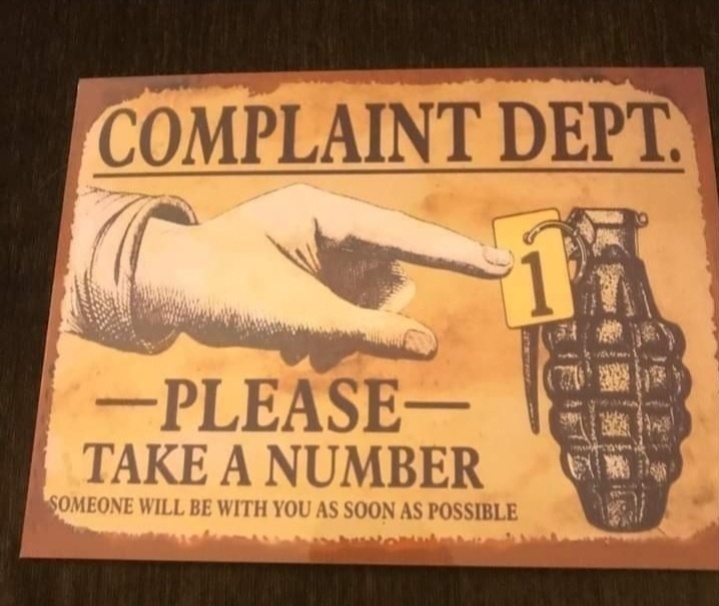 COMPLAINT DEPT.
1
—PLEASE—
TAKE A NUMBER
SOMEONE WILL BE WITH YOU AS SOON AS POSSIBLE